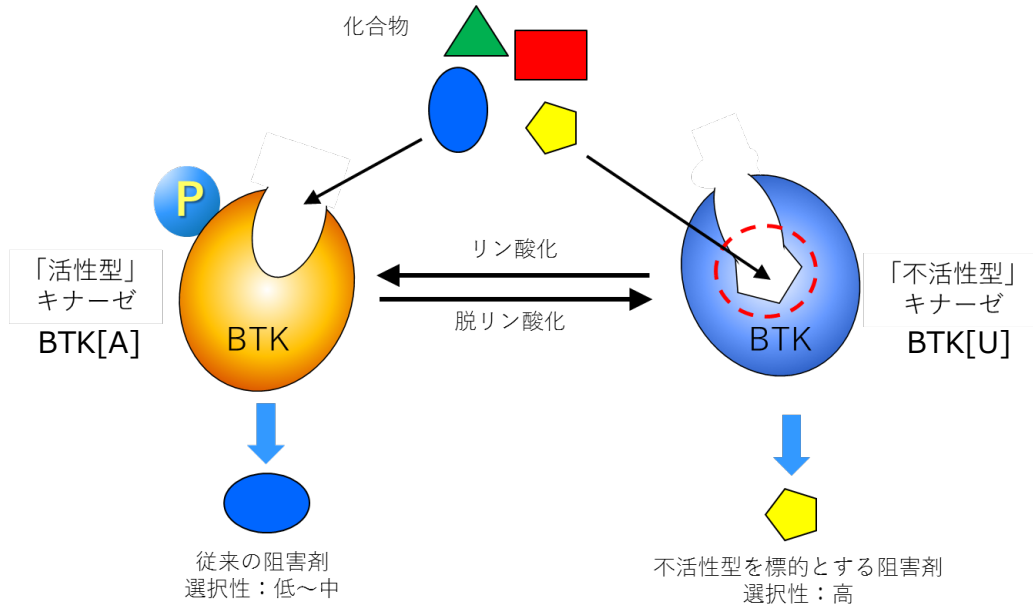 化合物
P
「活性型」
キナーゼ
BTK[A]
BTK
リン酸化
脱リン酸化
BTK
「不活性型」
キナーゼ
BTK[U]
従来の阻害剤
選択性：低～中
不活性型を標的とする阻害剤
選択性：高